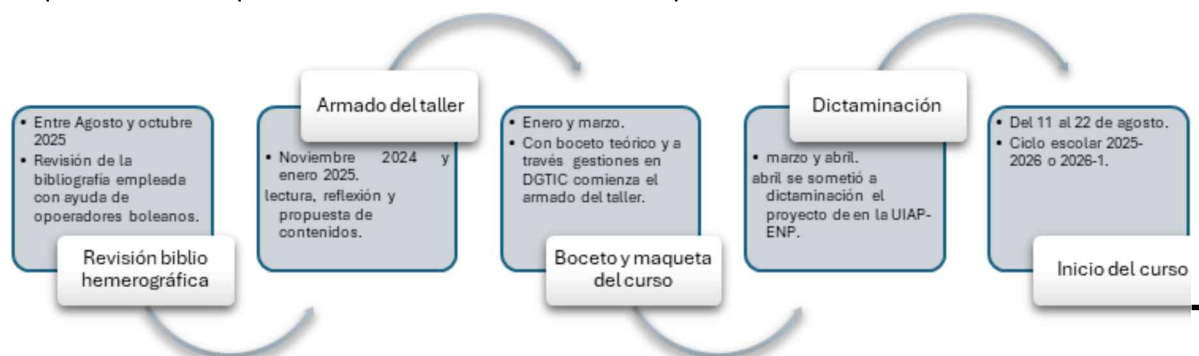 • Entre Agosto y octubre
2025
• Revisión de la
bibliografía empleada
con ayuda de
opoeradores boleanos.
Revisión biblio
hemerográfica
Armado del taller
• Noviembre 2024 y
enero 2025.
lectura, reflexión y
propuesta de
contenidos.
• Enero y marzo.
• Con boceto teórico y a
través gestiones en
DGTIC comienza el
armado del taller.
Boceto y maqueta
del curso
Dictaminación
• marzo y abril.
abril se sometió a
dictaminación el
proyecto de en la UIAP-
ENP.
• Del 11 al 22 de agosto.
• Ciclo escolar 2025-
2026 o 2026-1.
Inicio del curso